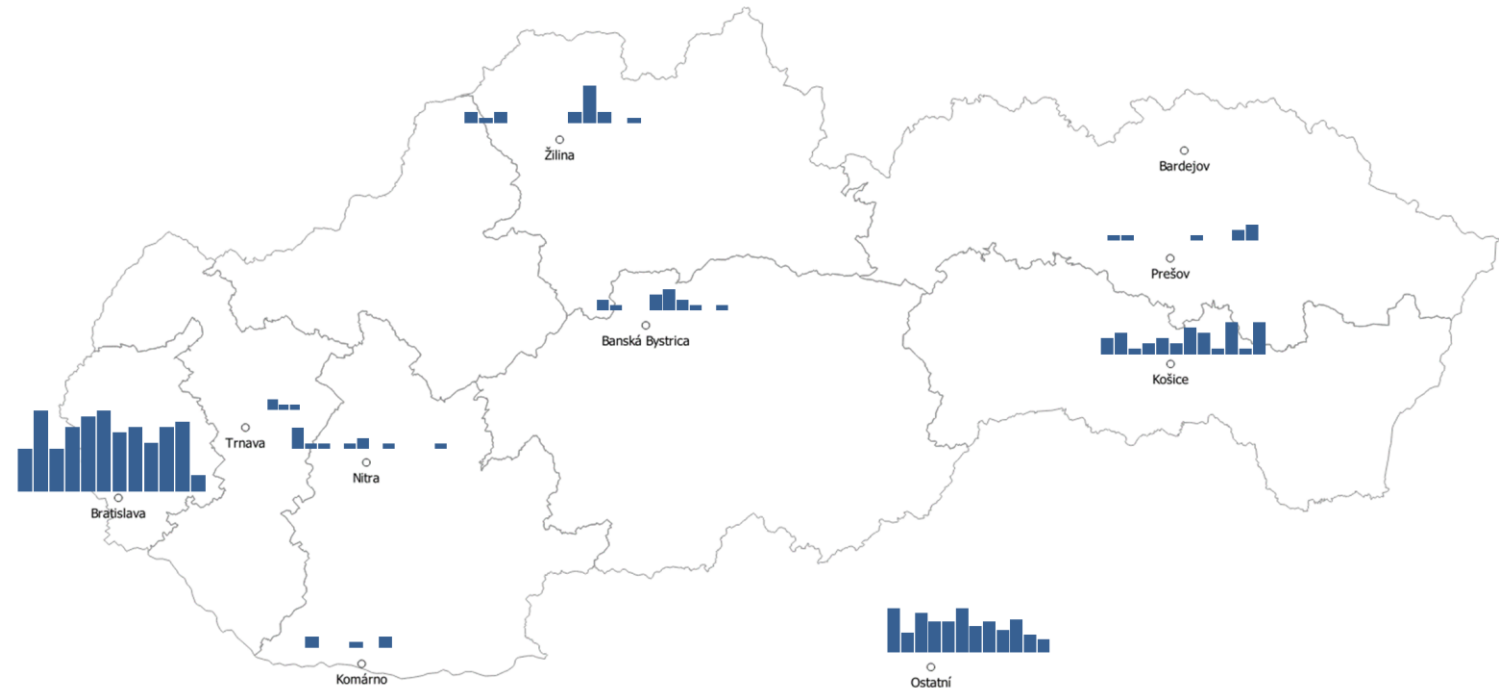 Žilina
Bardejov
Prešov
Banská Bystrica
Košice
Trnava
Nitra
Bratislava
Komárno
Ostatní